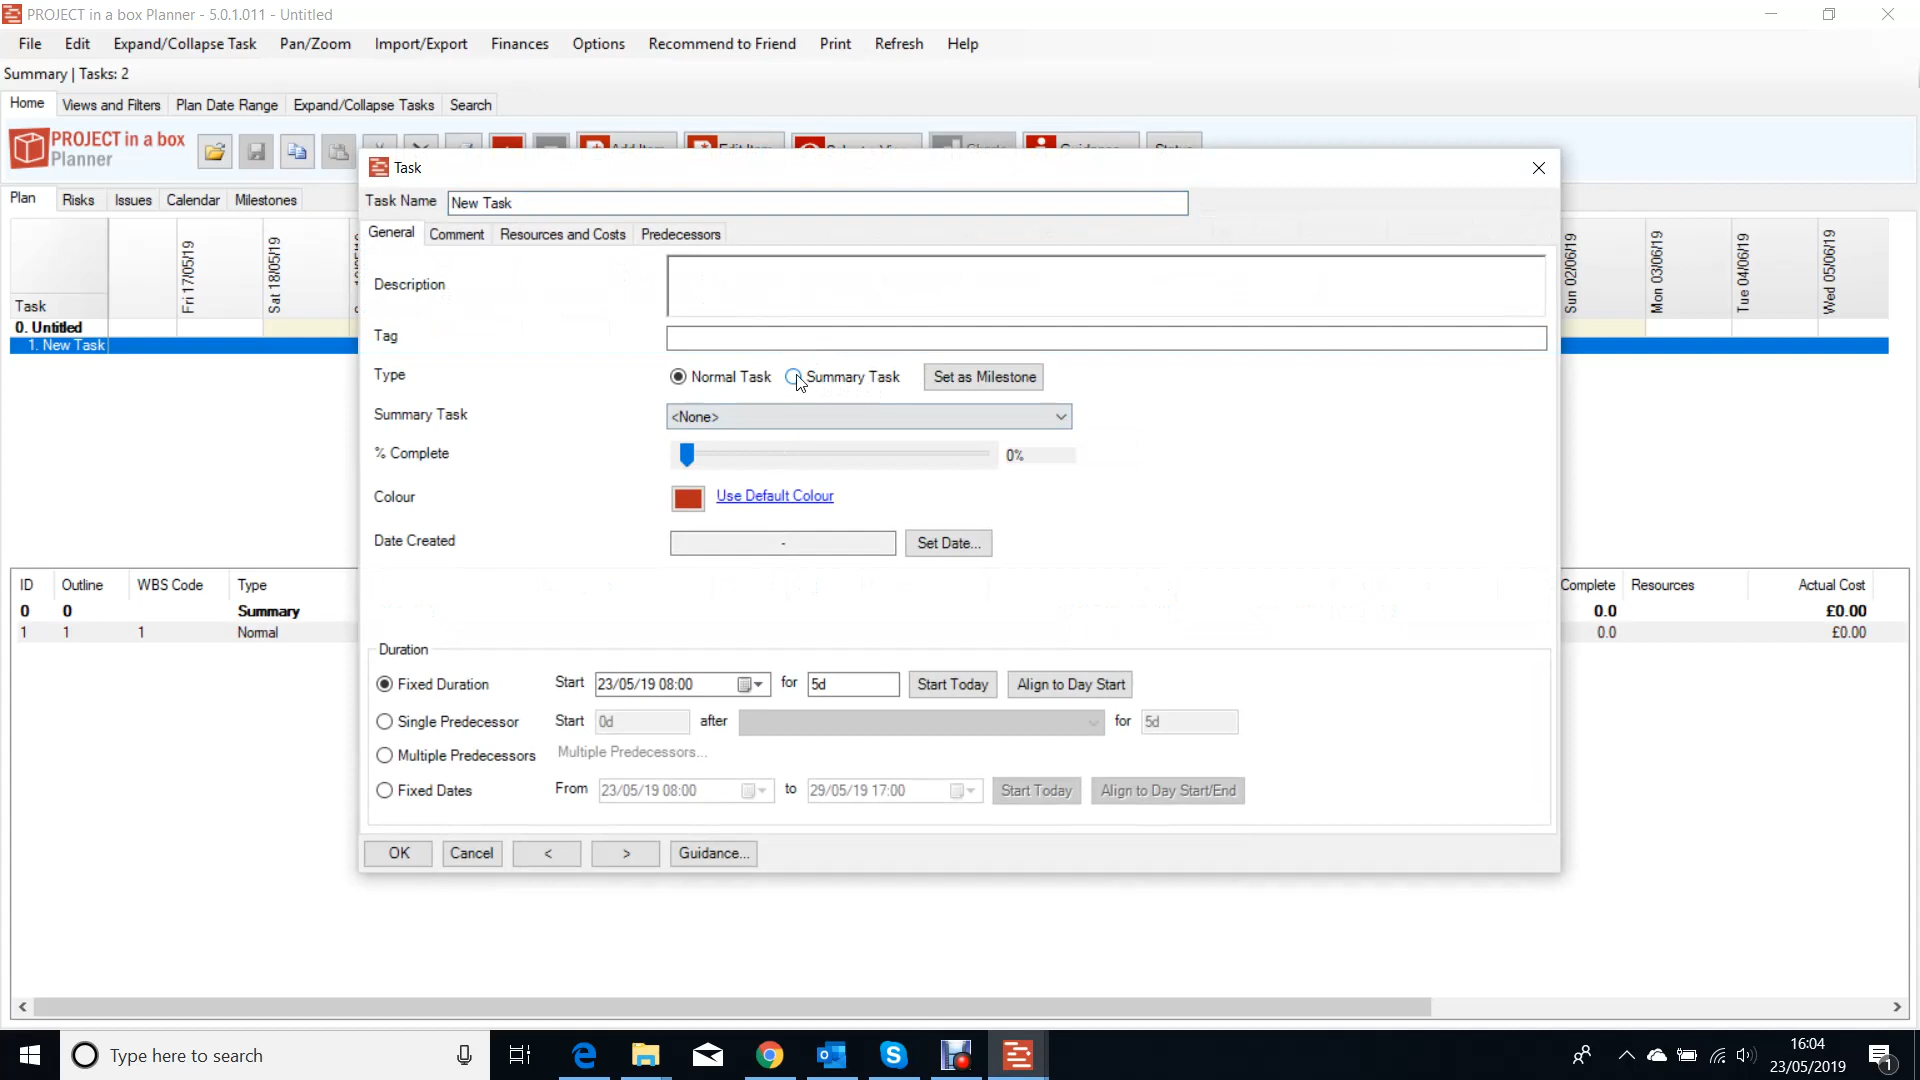 PROJECT in a box Planner - 5.0.1.011 - Untitled
File Edit Expand/Collapse Task Pan/Zoom Import/Export Finances Options Recommend to Friend Print Refresh Help
Summary | Tasks: 2
Home Views and Filters Plan Date Range Expand/Collapse Tasks Search
PROJECT in a box
Planner
Plan Risks Issues Calendar Milestones
Task
Fri 17/05/19
Sat 18/05/19
Sun 02/06/19
Mon 03/06/19
Tue 04/06/19
Wed 05/06/19
0. Untitled
1. New Task
Task
Task Name New Task
General Comment Resources and Costs Predecessors
Description
Tag
Type Normal Task Summary Task Set as Milestone
Summary Task <None>
% Complete 0%
Colour Use Default Colour
Date Created - Set Date...
Duration
Fixed Duration Start 23/05/19 08:00 for 5d Start Today Align to Day Start
Single Predecessor Start 0d after for 5d
Multiple Predecessors Multiple Predecessors...
Fixed Dates From 23/05/19 08:00 to 29/05/19 17:00 Start Today Align to Day Start/End
OK Cancel < > Guidance...
ID Outline WBS Code Type Complete Resources Actual Cost
0 0 Summary 0.0 £0.00
1 1 1 Normal 0.0 £0.00
Type here to search
16:04
23/05/2019
1